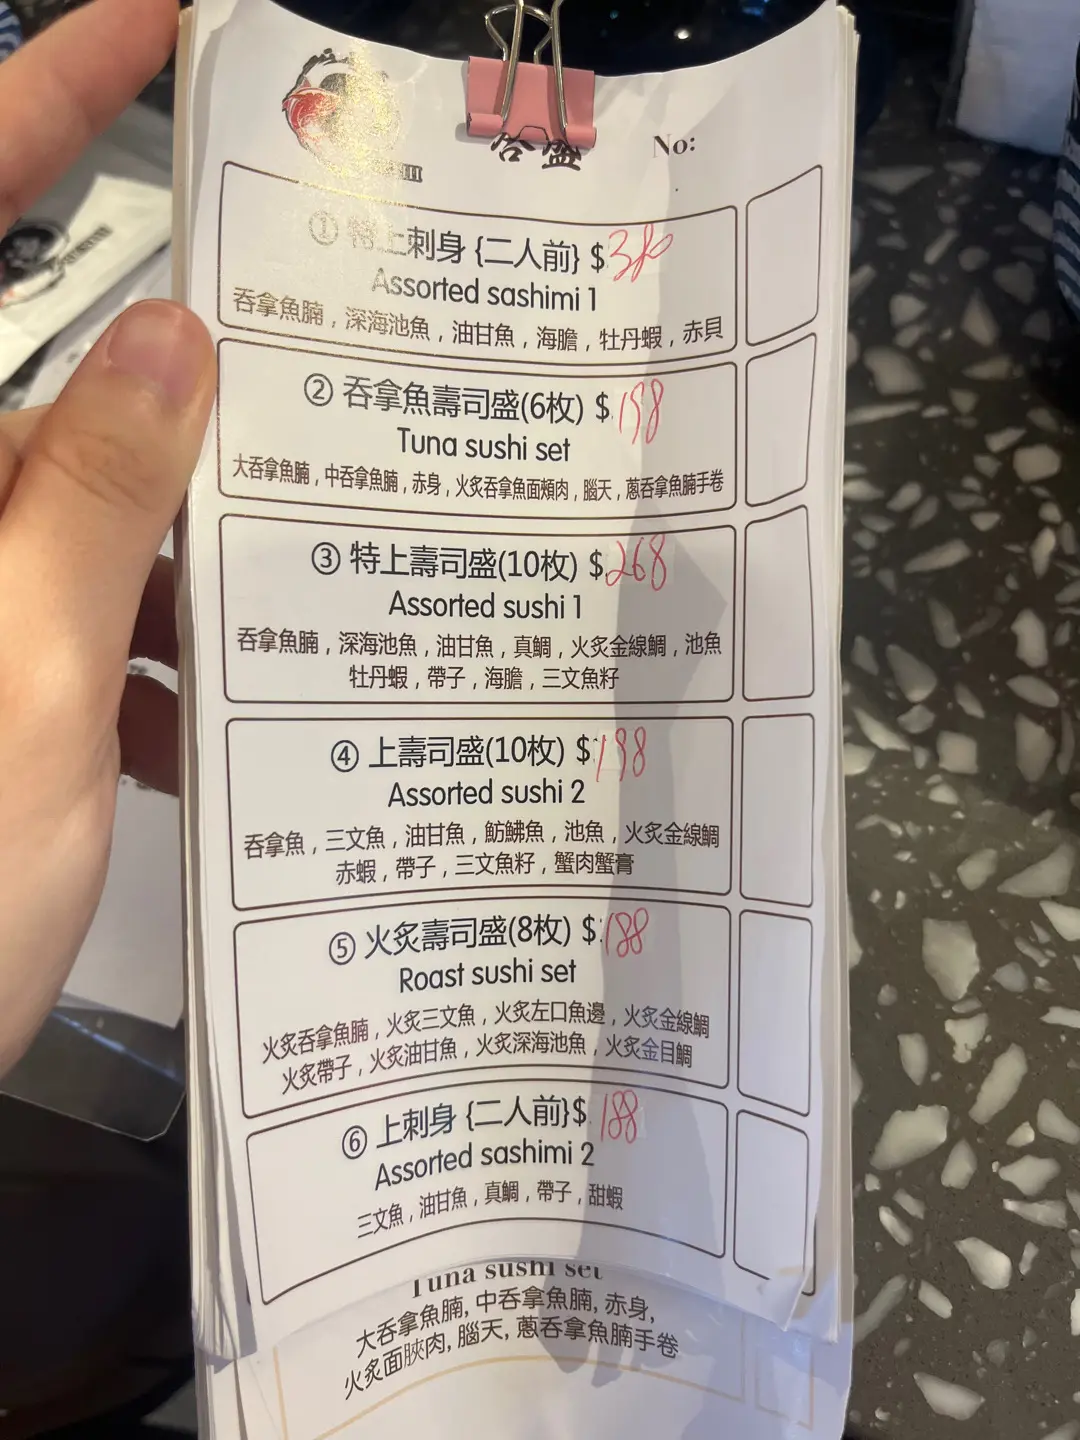 合盛
No:
① 特上刺身 {二人前} $380
Assorted sashimi 1
吞拿魚腩，深海池魚，油甘魚，海膽，牡丹蝦，赤貝
② 吞拿魚壽司盛(6枚) $198
Tuna sushi set
大吞拿魚腩，中吞拿魚腩，赤身，火炙吞拿魚面頰肉，腦天，蔥吞拿魚腩手卷
③ 特上壽司盛(10枚) $268
Assorted sushi 1
吞拿魚腩，深海池魚，油甘魚，真鯛，火炙金線鯛，池魚
牡丹蝦，帶子，海膽，三文魚籽
④ 上壽司盛(10枚) $198
Assorted sushi 2
吞拿魚，三文魚，油甘魚，魴鮄魚，池魚，火炙金線鯛
赤蝦，帶子，三文魚籽，蟹肉蟹膏
⑤ 火炙壽司盛(8枚) $188
Roast sushi set
火炙吞拿魚腩，火炙三文魚，火炙左口魚邊，火炙金線鯛
火炙帶子，火炙油甘魚，火炙深海池魚，火炙金目鯛
⑥ 上刺身 {二人前}$ 188
Assorted sashimi 2
三文魚，油甘魚，真鯛，帶子，甜蝦
Tuna sushi set
大吞拿魚腩, 中吞拿魚腩, 赤身,
火炙面脥肉, 腦天, 蔥吞拿魚腩手卷